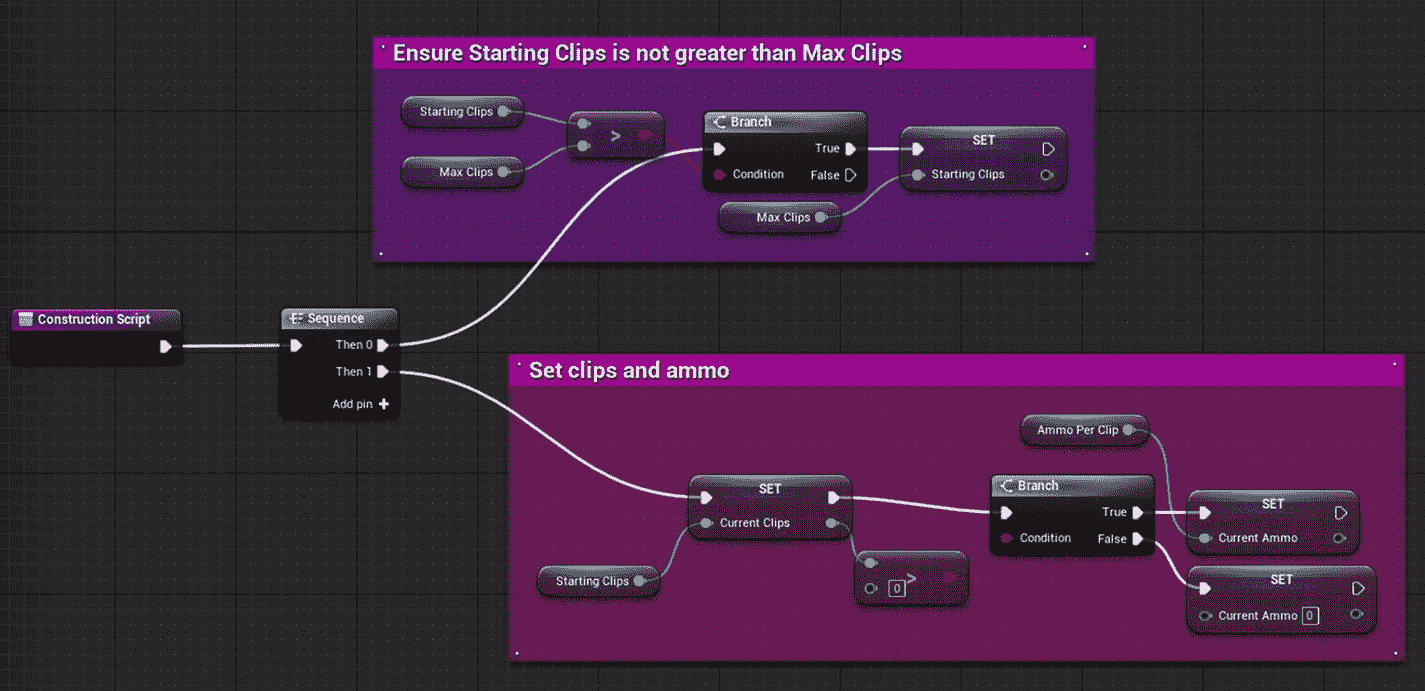 Ensure Starting Clips is not greater than Max Clips
Starting Clips
>
Max Clips
Branch
True
Condition
False
SET
Starting Clips
Max Clips
Construction Script
Sequence
Then 0
Then 1
Add pin
Set clips and ammo
Ammo Per Clip
SET
Current Clips
Starting Clips
>
0
Branch
True
Condition
False
SET
Current Ammo
SET
Current Ammo 0